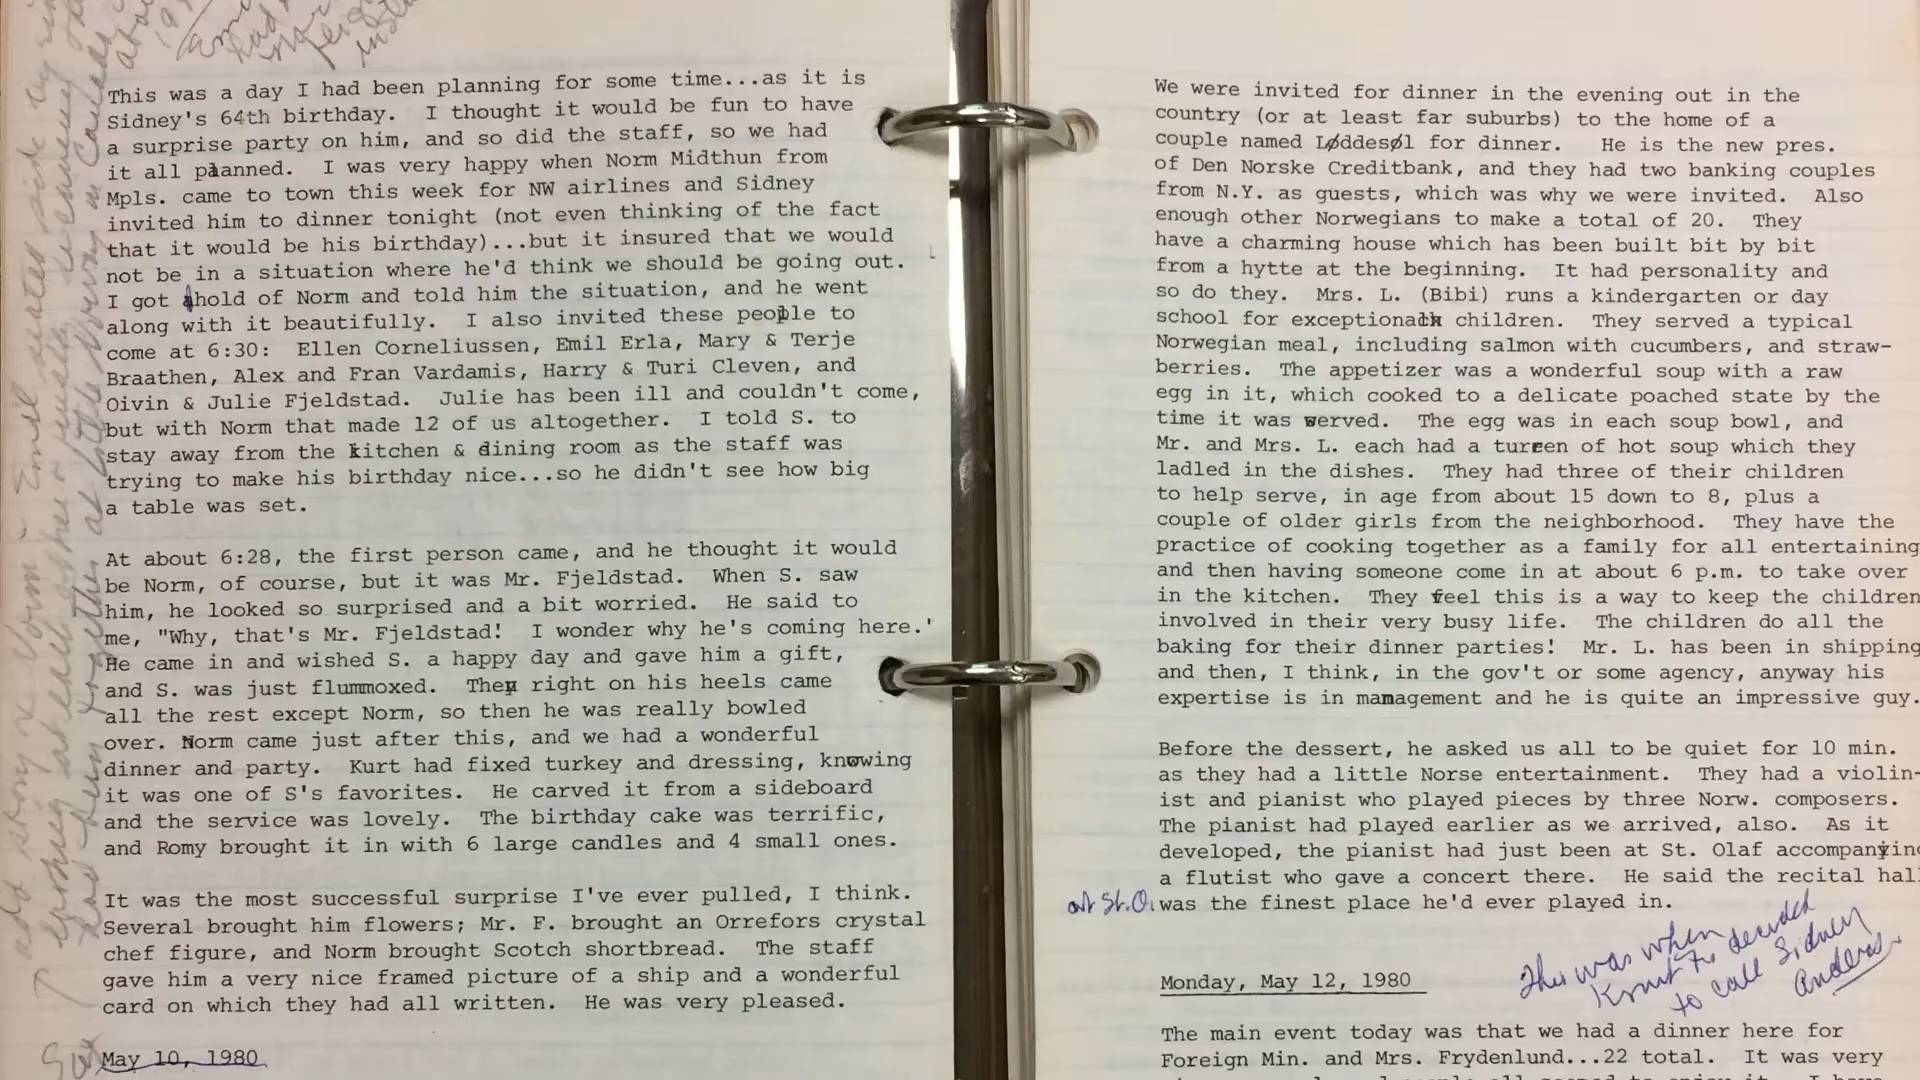 This was a day I had been planning for some time...as it is
Sidney's 64th birthday. I thought it would be fun to have
a surprise party on him, and so did the staff, so we had
it all planned. I was very happy when Norm Midthun from
Mpls. came to town this week for NW airlines and Sidney
invited him to dinner tonight (not even thinking of the fact
that it would be his birthday)...but it insured that we would
not be in a situation where he'd think we should be going out.
I got ahold of Norm and told him the situation, and he went
along with it beautifully. I also invited these people to
come at 6:30: Ellen Corneliussen, Emil Erla, Mary & Terje
Braathen, Alex and Fran Vardamis, Harry & Turi Cleven, and
Oivin & Julie Fjeldstad. Julie has been ill and couldn't come,
but with Norm that made 12 of us altogether. I told S. to
stay away from the kitchen & dining room as the staff was
trying to make his birthday nice...so he didn't see how big
a table was set.
At about 6:28, the first person came, and he thought it would
be Norm, of course, but it was Mr. Fjeldstad. When S. saw
him, he looked so surprised and a bit worried. He said to
me, "Why, that's Mr. Fjeldstad! I wonder why he's coming here.'
He came in and wished S. a happy day and gave him a gift,
and S. was just flummoxed. Then right on his heels came
all the rest except Norm, so then he was really bowled
over. Norm came just after this, and we had a wonderful
dinner and party. Kurt had fixed turkey and dressing, knowing
it was one of S's favorites. He carved it from a sideboard
and the service was lovely. The birthday cake was terrific,
and Romy brought it in with 6 large candles and 4 small ones.
It was the most successful surprise I've ever pulled, I think.
Several brought him flowers; Mr. F. brought an Orrefors crystal
chef figure, and Norm brought Scotch shortbread. The staff
gave him a very nice framed picture of a ship and a wonderful
card on which they had all written. He was very pleased.
May 10, 1980
We were invited for dinner in the evening out in the
country (or at least far suburbs) to the home of a
couple named Løddesøl for dinner. He is the new pres.
of Den Norske Creditbank, and they had two banking couples
from N.Y. as guests, which was why we were invited. Also
enough other Norwegians to make a total of 20. They
have a charming house which has been built bit by bit
from a hytte at the beginning. It had personality and
so do they. Mrs. L. (Bibi) runs a kindergarten or day
school for exceptional children. They served a typical
Norwegian meal, including salmon with cucumbers, and straw-
berries. The appetizer was a wonderful soup with a raw
egg in it, which cooked to a delicate poached state by the
time it was served. The egg was in each soup bowl, and
Mr. and Mrs. L. each had a tureen of hot soup which they
ladled in the dishes. They had three of their children
to help serve, in age from about 15 down to 8, plus a
couple of older girls from the neighborhood. They have the
practice of cooking together as a family for all entertaining
and then having someone come in at about 6 p.m. to take over
in the kitchen. They feel this is a way to keep the children
involved in their very busy life. The children do all the
baking for their dinner parties! Mr. L. has been in shipping
and then, I think, in the gov't or some agency, anyway his
expertise is in management and he is quite an impressive guy.
Before the dessert, he asked us all to be quiet for 10 min.
as they had a little Norse entertainment. They had a violin-
ist and pianist who played pieces by three Norw. composers.
The pianist had played earlier as we arrived, also. As it
developed, the pianist had just been at St. Olaf accompanying
a flutist who gave a concert there. He said the recital hall
at St. O. was the finest place he'd ever played in.
This was when
Knut decided
to call Sidney
Anders
Monday, May 12, 1980
The main event today was that we had a dinner here for
Foreign Min. and Mrs. Frydenlund...22 total. It was very